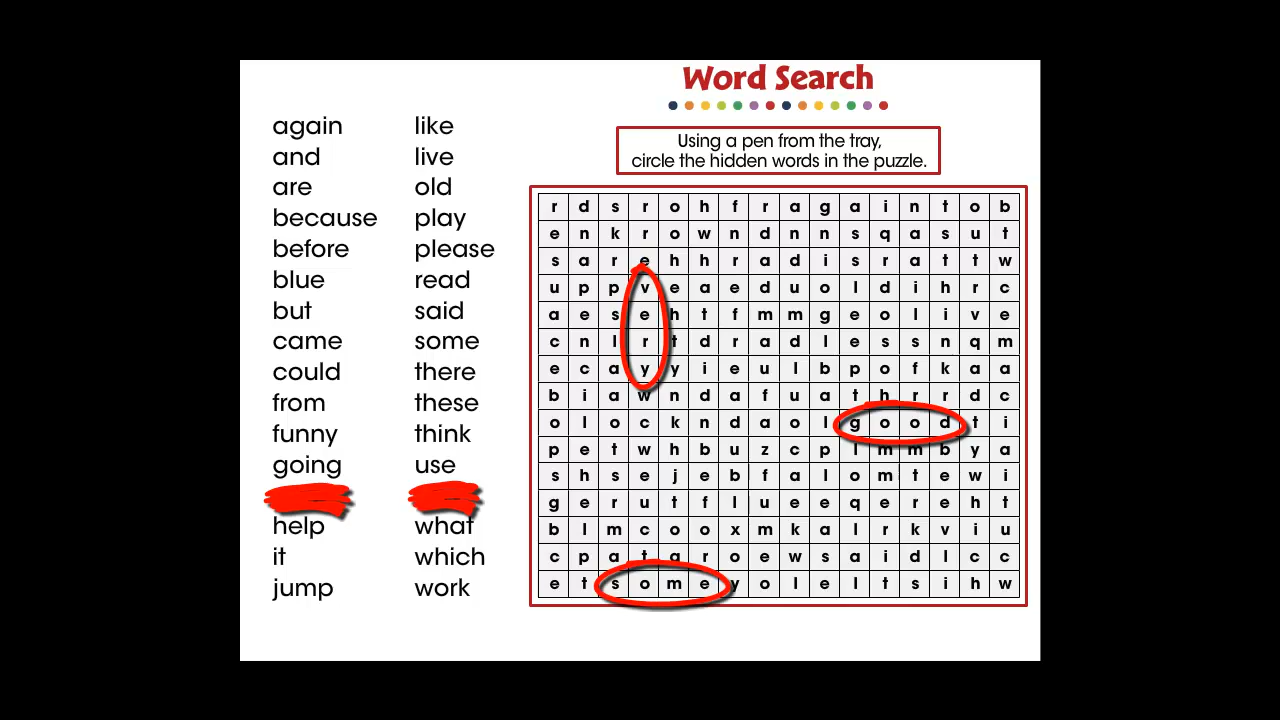 Word Search
Using a pen from the tray,
circle the hidden words in the puzzle.
again
and
are
because
before
blue
but
came
could
from
funny
going
help
it
jump
like
live
old
play
please
read
said
some
there
these
think
use
what
which
work
r d s r o h f r a g a i n t o b
e n k r o w n d n n s q a s u t
s a r e h h r a d i s r a t t w
u p p v e a e d u o l d i h r c
a e s e h t f m m g e o l i v e
c n l r t d r a d l e s s n q m
e c a y y i e u l b p o f k a a
b i a w n d a f u a t h r r d c
o l o c k n d a o l g o o d t i
p e t w h b u z c p l m m b y a
s h s e j e b f a l o m t e w i
g e r u t f l u e e q e r e h t
b l m c o o x m k a l r k v i u
c p a t a r o e w s a i d l c c
e t s o m e y o l e l t s i h w